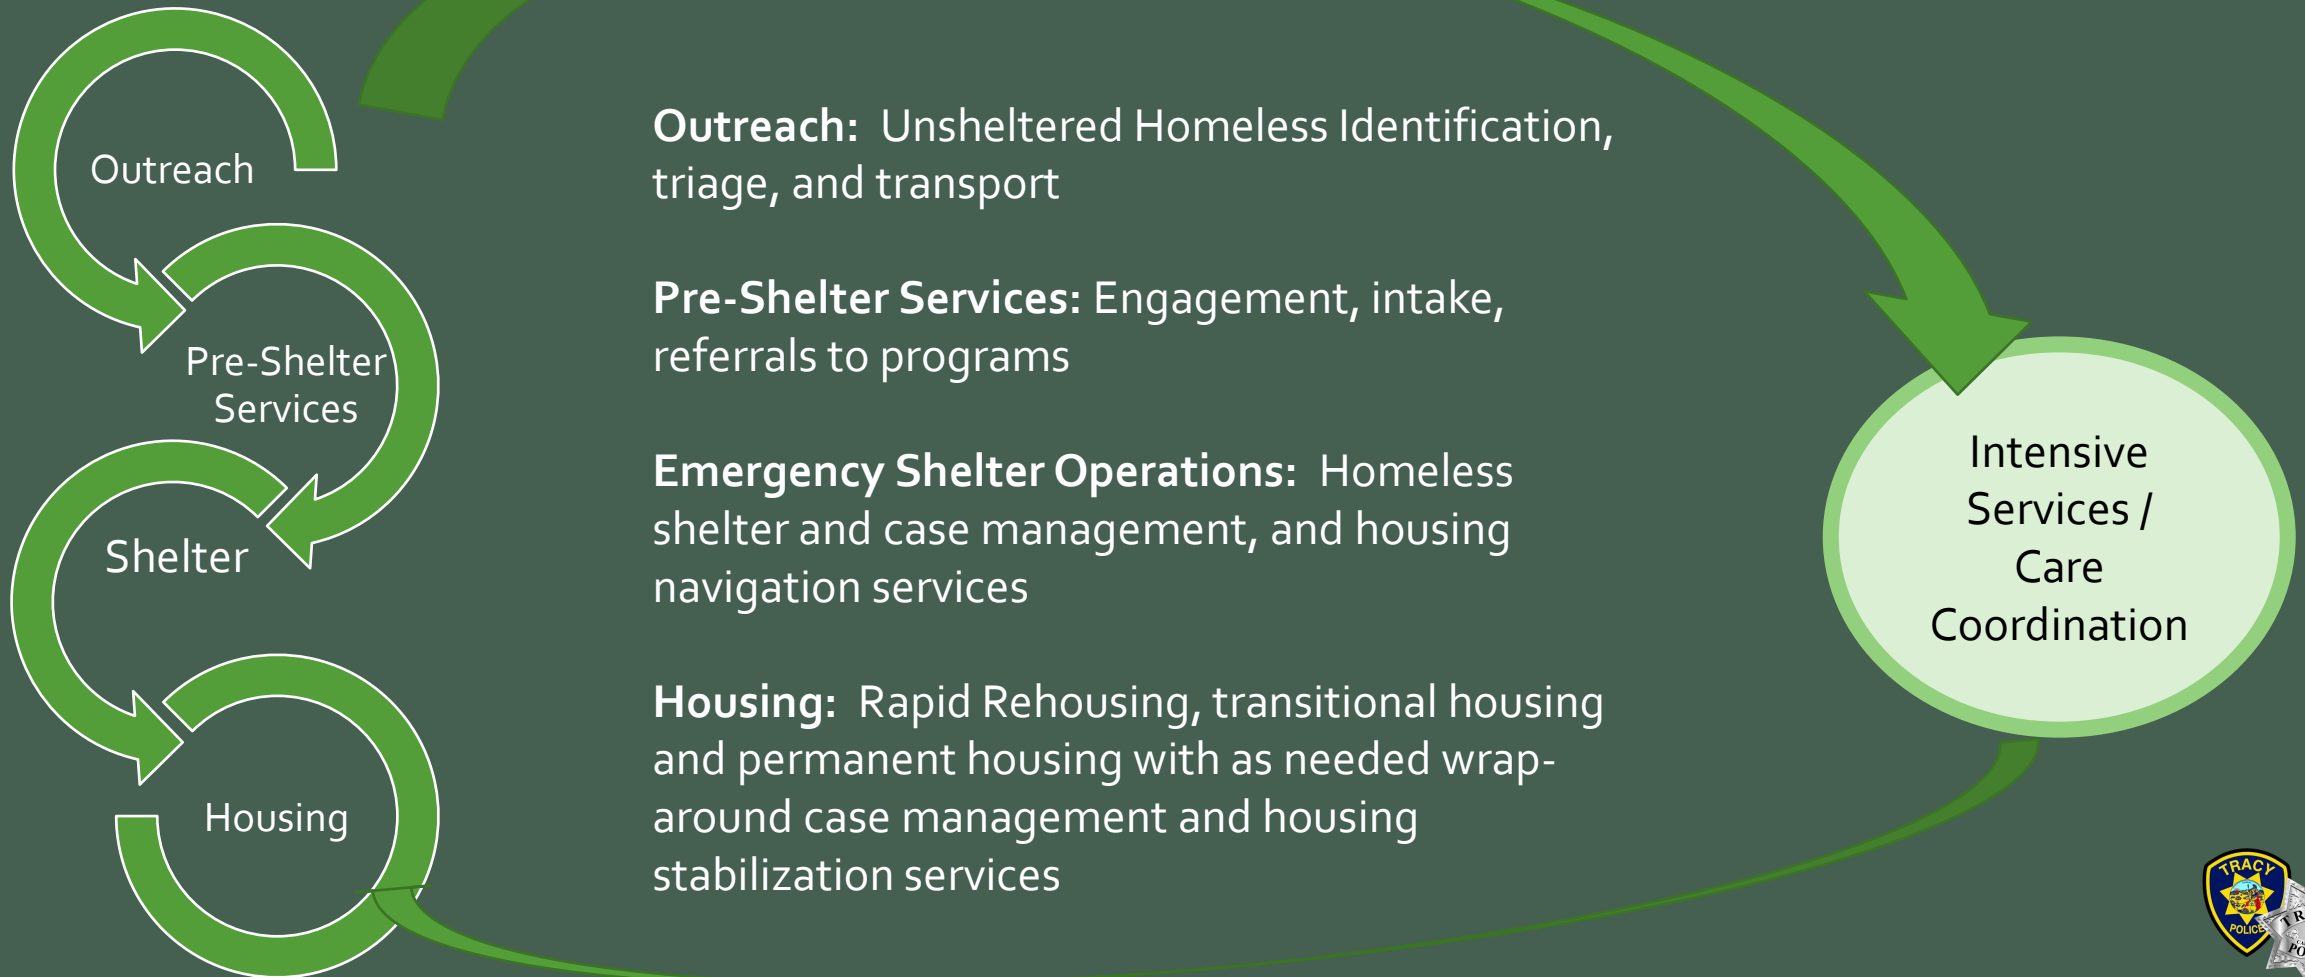 Outreach
Pre-Shelter
Services
Shelter
Housing
Outreach: Unsheltered Homeless Identification,
triage, and transport
Pre-Shelter Services: Engagement, intake,
referrals to programs
Emergency Shelter Operations: Homeless
shelter and case management, and housing
navigation services
Housing: Rapid Rehousing, transitional housing
and permanent housing with as needed wrap-
around case management and housing
stabilization services
Intensive
Services /
Care
Coordination
TRACY
POLICE